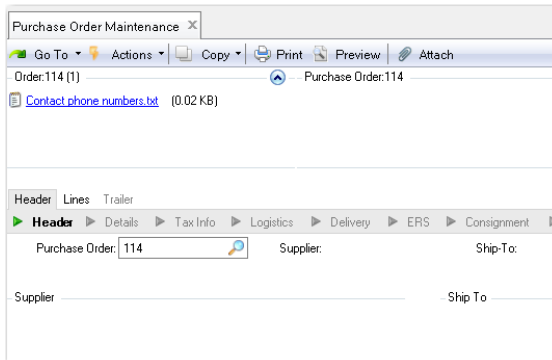 Purchase Order Maintenance
Go To Actions Copy Print Preview Attach
Order:114 (1) Purchase Order:114
Contact phone numbers.txt (0.02 KB)
Header Lines Trailer
Header Details Tax Info Logistics Delivery ERS Consignment
Purchase Order: 114 Supplier: Ship-To:
Supplier Ship To